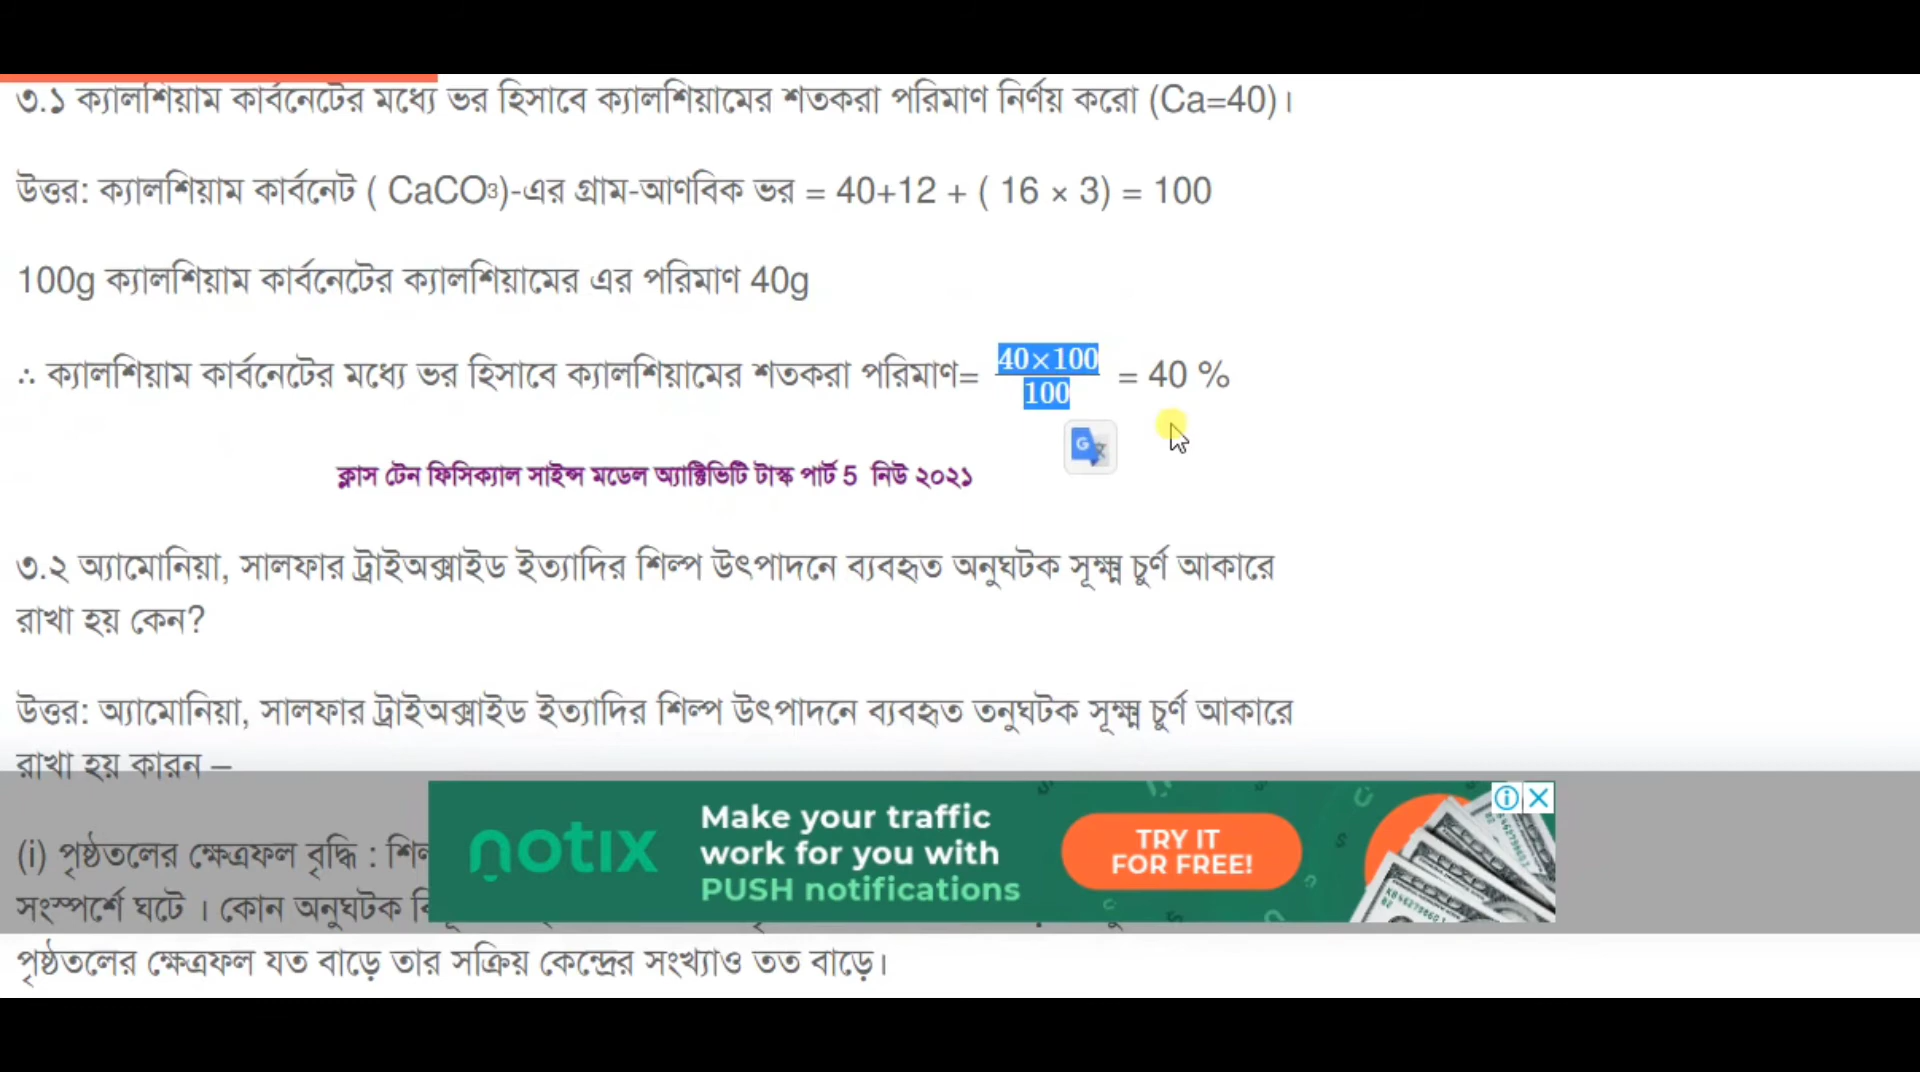 ৩.১ ক্যালশিয়াম কার্বনেটের মধ্যে ভর হিসাবে ক্যালশিয়ামের শতকরা পরিমাণ নির্ণয় করো (Ca=40)।
উত্তর: ক্যালশিয়াম কার্বনেট ( CaCO3)-এর গ্রাম-আণবিক ভর = 40+12 + ( 16 × 3) = 100
100g ক্যালশিয়াম কার্বনেটের ক্যালশিয়ামের এর পরিমাণ 40g
∴ ক্যালশিয়াম কার্বনেটের মধ্যে ভর হিসাবে ক্যালশিয়ামের শতকরা পরিমাণ= 40×100/100 = 40 %
ক্লাস টেন ফিসিক্যাল সাইন্স মডেল অ্যাক্টিভিটি টাস্ক পার্ট 5 নিউ ২০২১
৩.২ অ্যামোনিয়া, সালফার ট্রাইঅক্সাইড ইত্যাদির শিল্প উৎপাদনে ব্যবহৃত অনুঘটক সূক্ষ্ম চূর্ণ আকারে
রাখা হয় কেন?
উত্তর: অ্যামোনিয়া, সালফার ট্রাইঅক্সাইড ইত্যাদির শিল্প উৎপাদনে ব্যবহৃত তনুঘটক সূক্ষ্ম চূর্ণ আকারে
রাখা হয় কারন –
(i) পৃষ্ঠতলের ক্ষেত্রফল বৃদ্ধি :
সংস্পর্শে ঘটে । কোন অনুঘটক
পৃষ্ঠতলের ক্ষেত্রফল যত বাড়ে তার সক্রিয় কেন্দ্রের সংখ্যাও তত বাড়ে।
notix
Make your traffic
work for you with
PUSH notifications
TRY IT
FOR FREE!